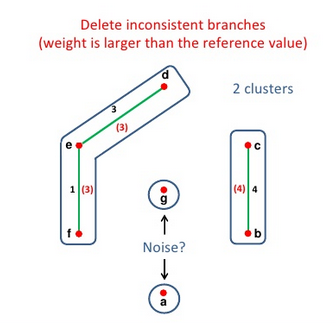 Delete inconsistent branches
(weight is larger than the reference value)
d
2 clusters
3
(3)
e
c
1 (3)
g
(4) 4
f
b
Noise?
a